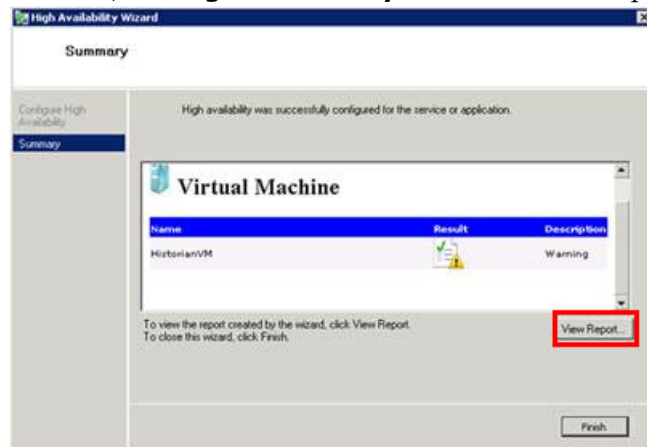 High Availability Wizard
Summary
Configure High
Availability
Summary
High availability was successfully configured for the service or application.
Virtual Machine
Name Result Description
HistorianVM Warning
To view the report created by the wizard, click View Report.
To close this wizard, click Finish.
View Report...
Finish